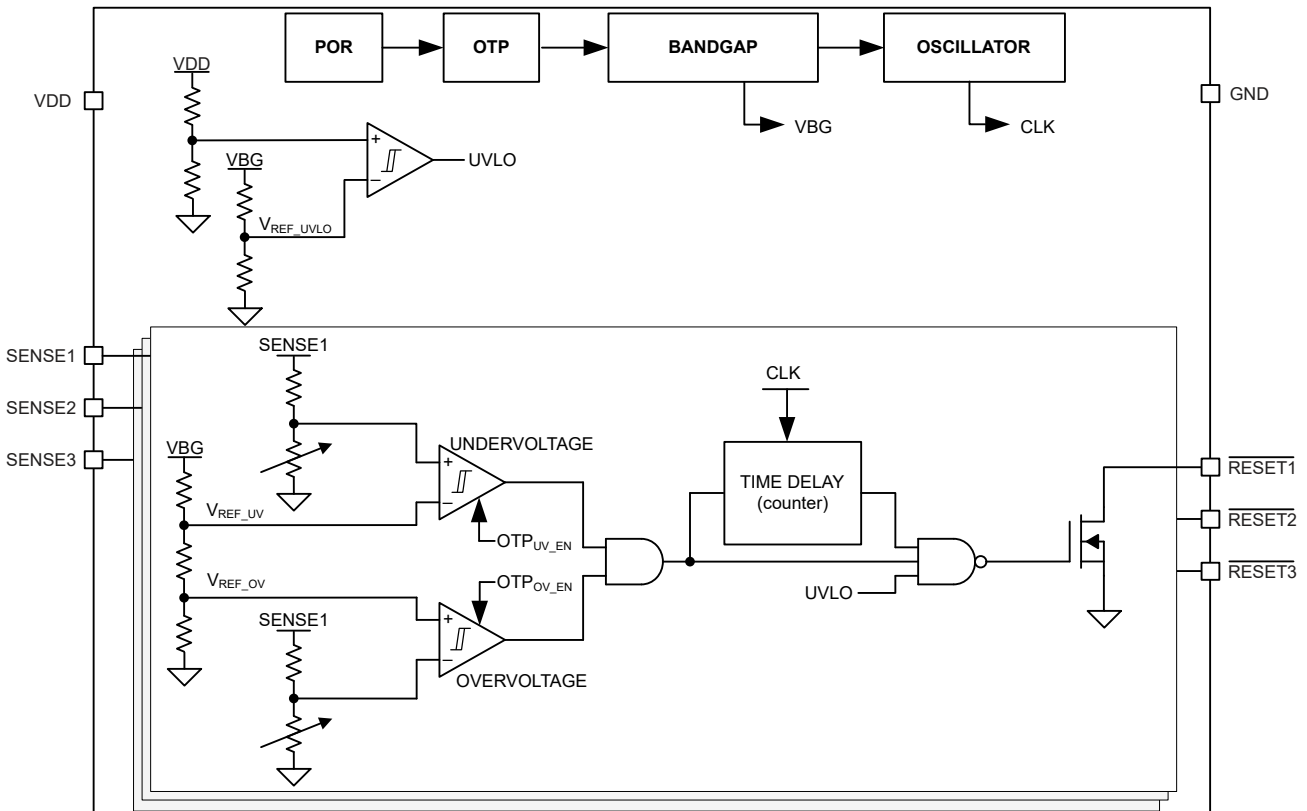 POR
OTP
BANDGAP
OSCILLATOR
VDD
VDD
GND
VBG
CLK
+
−
UVLO
VBG
VREF_UVLO
SENSE1
SENSE2
SENSE3
SENSE1
CLK
VBG
UNDERVOLTAGE
+
−
TIME DELAY
(counter)
RESET1
RESET2
RESET3
VREF_UV
OTPUV_EN
VREF_OV
OTPOV_EN
UVLO
SENSE1
+
−
OVERVOLTAGE